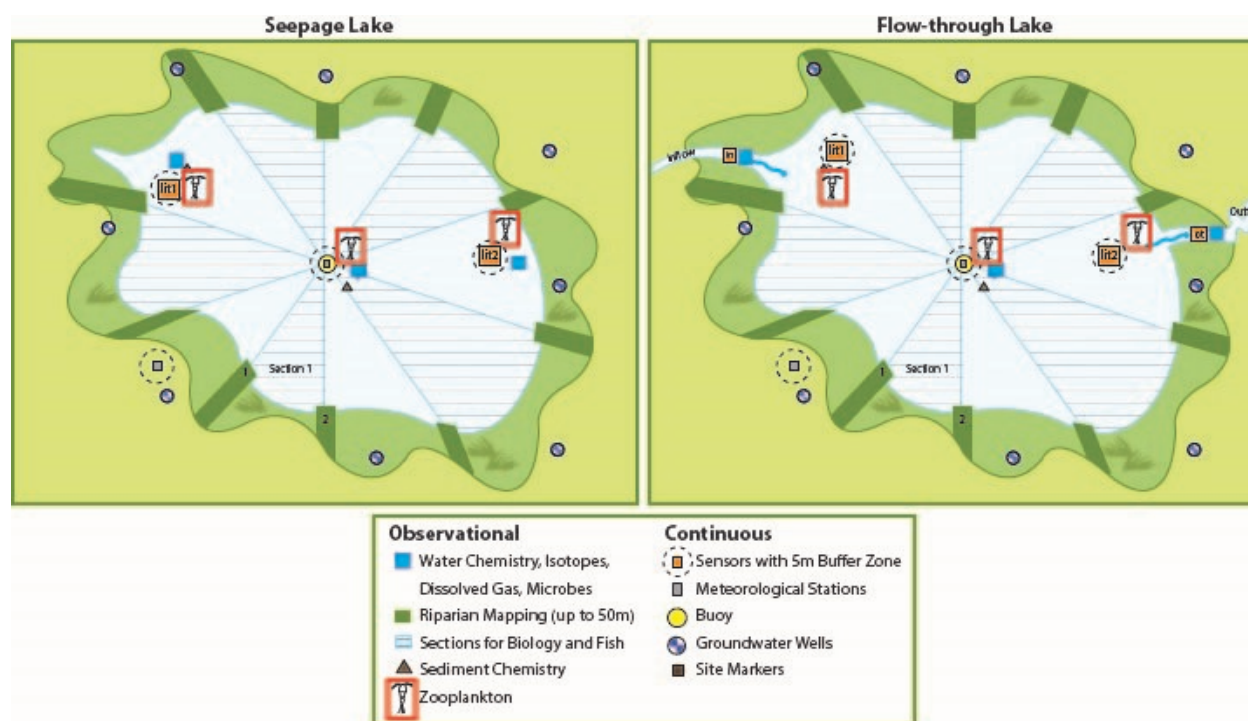 Seepage Lake
lit1
lit2
Section 1
1
2
Flow-through Lake
Inflow
in
lit1
Out
ot
lit2
Section 1
1
2
Observational
Water Chemistry, Isotopes,
Dissolved Gas, Microbes
Riparian Mapping (up to 50m)
Sections for Biology and Fish
Sediment Chemistry
Zooplankton
Continuous
Sensors with 5m Buffer Zone
Meteorological Stations
Buoy
Groundwater Wells
Site Markers